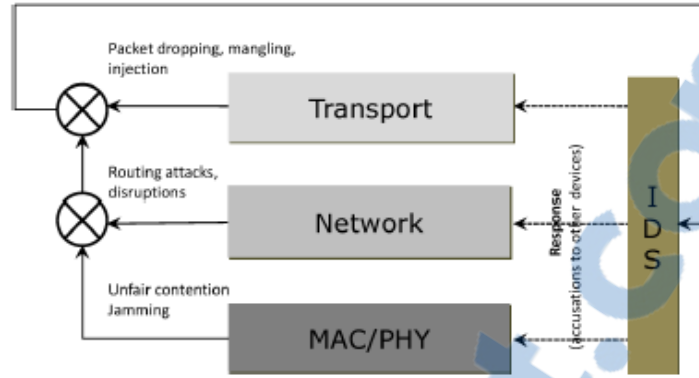 Packet dropping, mangling,
injection
Transport
Routing attacks,
disruptions
Network
Response
(accusations to other devices)
I
D
S
Unfair contention
Jamming
MAC/PHY